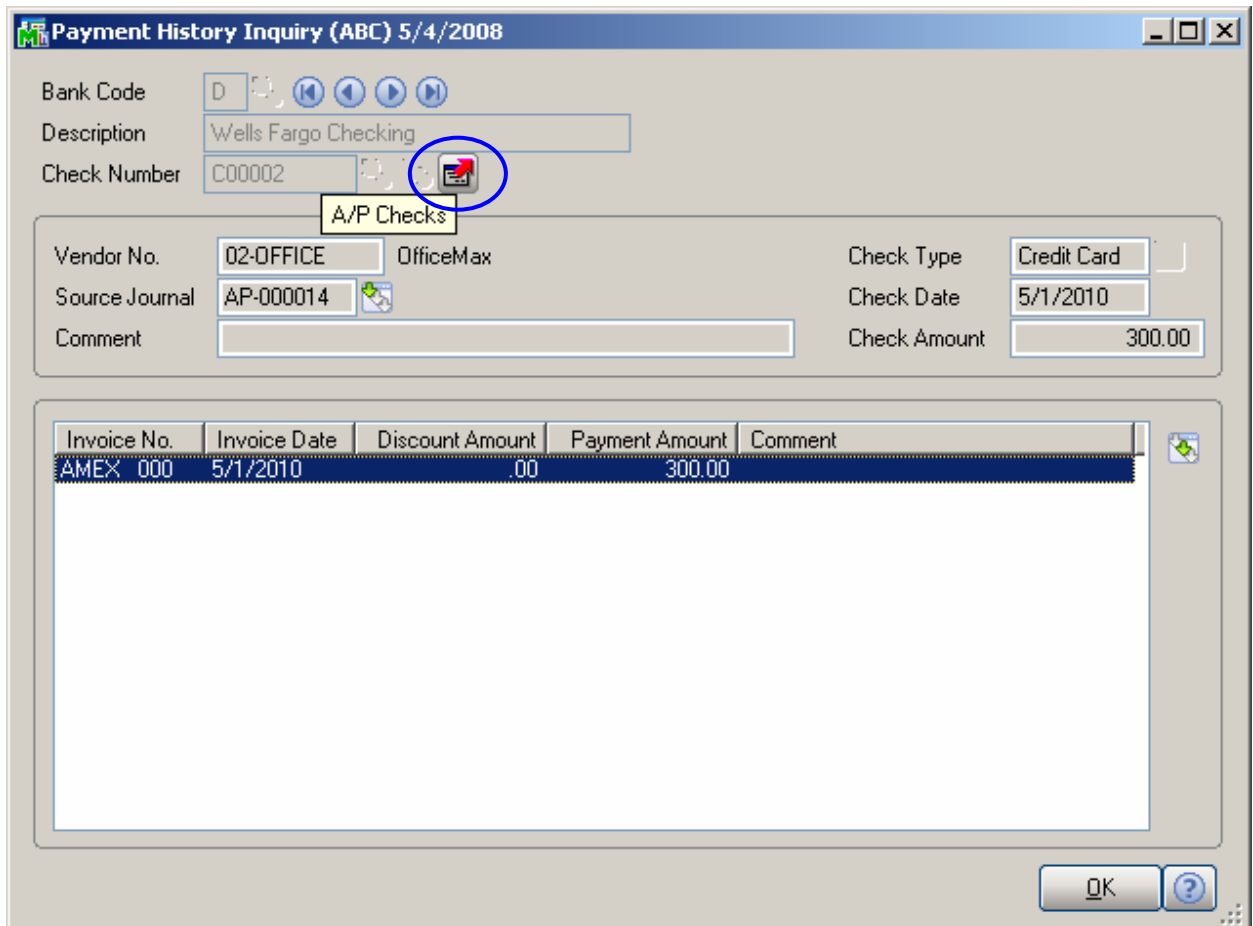 Payment History Inquiry (ABC) 5/4/2008
Bank Code D
Description Wells Fargo Checking
Check Number C00002
A/P Checks
Vendor No. 02-OFFICE OfficeMax Check Type Credit Card
Source Journal AP-000014 Check Date 5/1/2010
Comment Check Amount 300.00
Invoice No. Invoice Date Discount Amount Payment Amount Comment
AMEX 000 5/1/2010 .00 300.00
OK ?